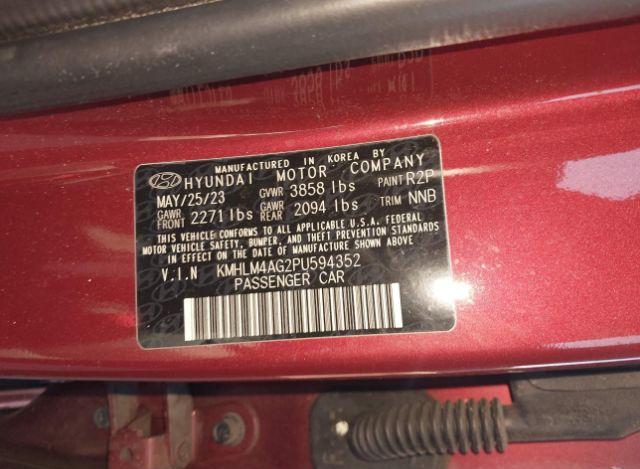 MANUFACTURED IN KOREA BY
HYUNDAI MOTOR COMPANY
MAY/25/23 GVWR 3858 lbs PAINT R2P
GAWR FRONT 2271 lbs GAWR REAR 2094 lbs TRIM NNB
THIS VEHICLE CONFORMS TO ALL APPLICABLE U.S.A. FEDERAL
MOTOR VEHICLE SAFETY, BUMPER, AND THEFT PREVENTION
STANDARDS IN EFFECT ON THE DATE OF MANUFACTURE
SHOWN ABOVE.
V.I.N KMHLM4AG2PU594352
PASSENGER CAR